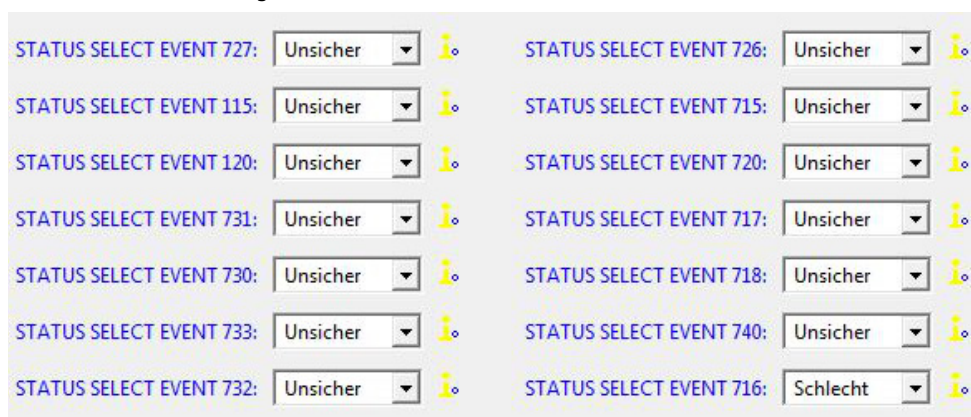 STATUS SELECT EVENT 727: Unsicher STATUS SELECT EVENT 726: Unsicher
STATUS SELECT EVENT 115: Unsicher STATUS SELECT EVENT 715: Unsicher
STATUS SELECT EVENT 120: Unsicher STATUS SELECT EVENT 720: Unsicher
STATUS SELECT EVENT 731: Unsicher STATUS SELECT EVENT 717: Unsicher
STATUS SELECT EVENT 730: Unsicher STATUS SELECT EVENT 718: Unsicher
STATUS SELECT EVENT 733: Unsicher STATUS SELECT EVENT 740: Unsicher
STATUS SELECT EVENT 732: Unsicher STATUS SELECT EVENT 716: Schlecht